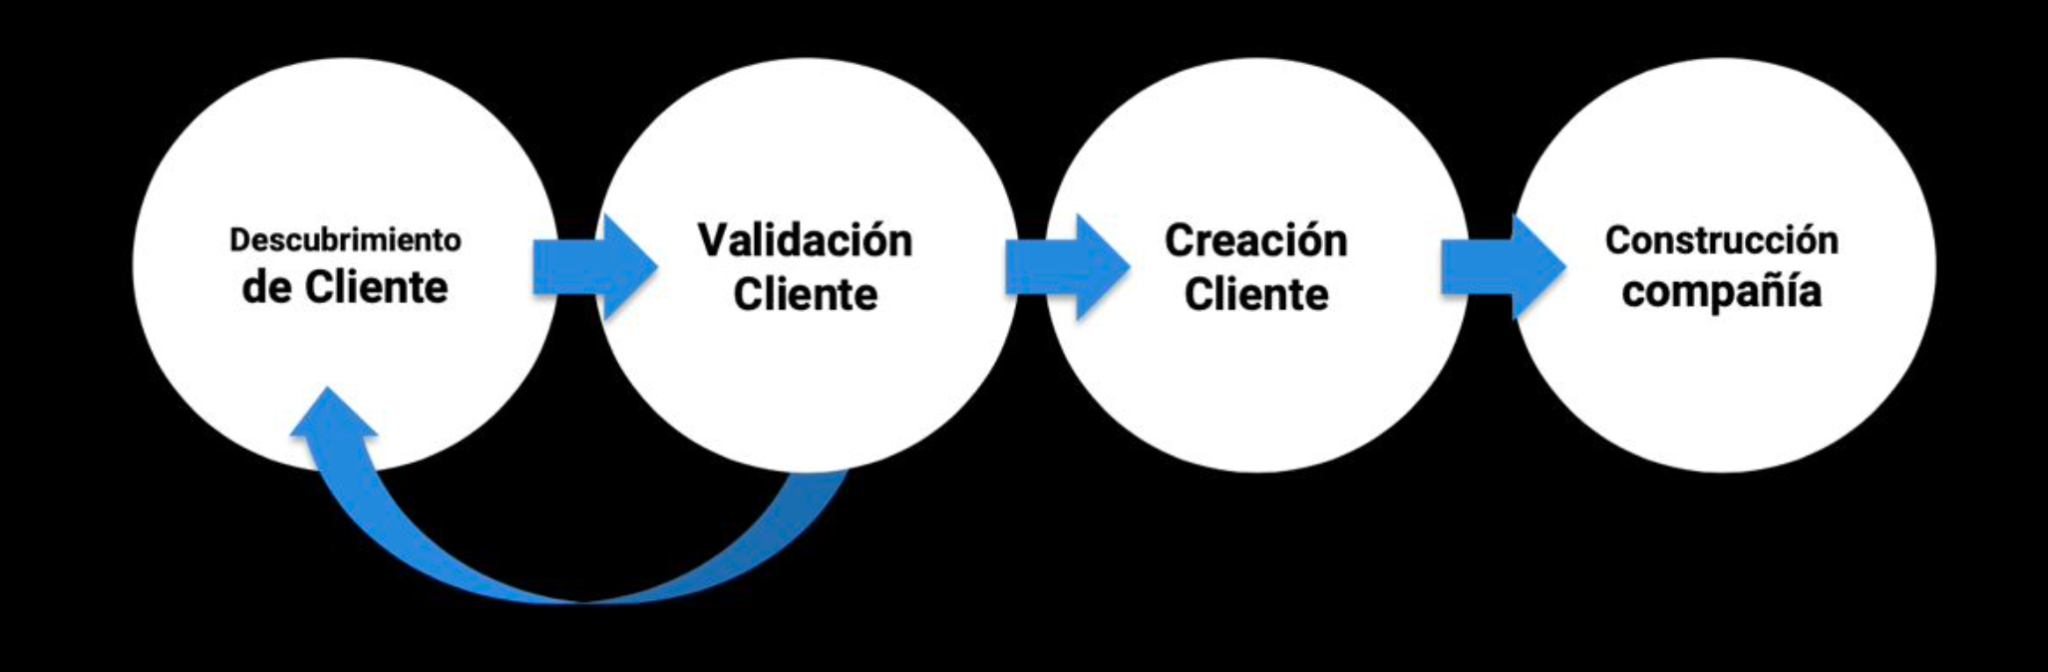 Descubrimiento
de Cliente
Validación
Cliente
Creación
Cliente
Construcción
compañía